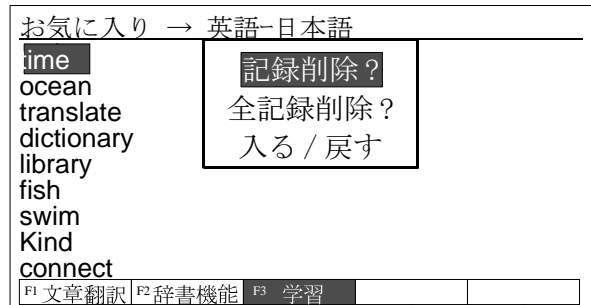 お気に入り → 英語-日本語
time
ocean
translate
dictionary
library
fish
swim
Kind
connect
記録削除？
全記録削除？
入る / 戻す
F1 文章翻訳 F2 辞書機能 F3 学習